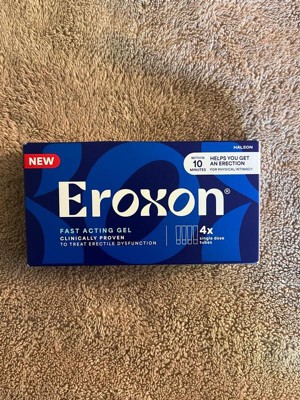 HALEON
NEW
WITHIN
10
MINUTES
HELPS YOU GET
AN ERECTION
FOR PHYSICAL INTIMACY
Eroxon®
FAST ACTING GEL
CLINICALLY PROVEN
TO TREAT ERECTILE DYSFUNCTION
4x
single dose
tubes